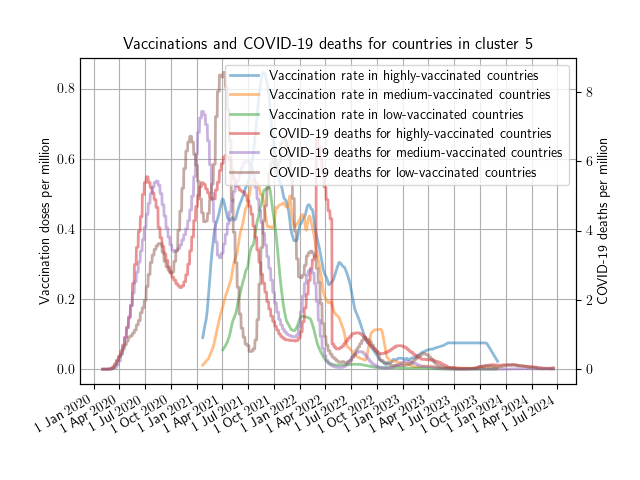 Vaccinations and COVID-19 deaths for countries in cluster 5
Vaccination rate in highly-vaccinated countries
Vaccination rate in medium-vaccinated countries
Vaccination rate in low-vaccinated countries
COVID-19 deaths for highly-vaccinated countries
COVID-19 deaths for medium-vaccinated countries
COVID-19 deaths for low-vaccinated countries
Vaccination doses per million
0.8
0.6
0.4
0.2
0.0
COVID-19 deaths per million
8
6
4
2
0
1 Jan 2020
1 Apr 2020
1 Jul 2020
1 Oct 2020
1 Jan 2021
1 Apr 2021
1 Jul 2021
1 Oct 2021
1 Jan 2022
1 Apr 2022
1 Jul 2022
1 Oct 2022
1 Jan 2023
1 Apr 2023
1 Jul 2023
1 Oct 2023
1 Jan 2024
1 Apr 2024
1 Jul 2024